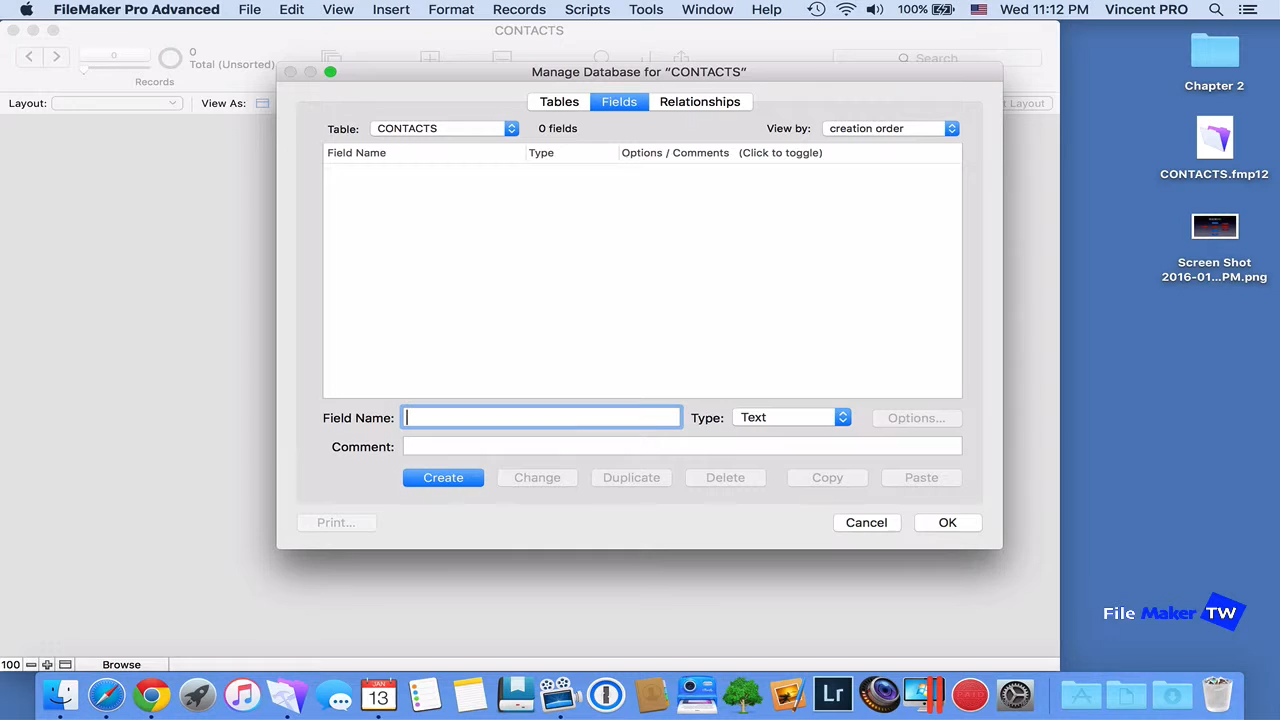 FileMaker Pro Advanced File Edit View Insert Format Records Scripts Tools Window Help 100% Wed 11:12 PM Vincent PRO
CONTACTS
0
0
Total (Unsorted)
Records
Search
Layout:
View As:
Layout
Manage Database for “CONTACTS”
Tables Fields Relationships
Table: CONTACTS 0 fields View by: creation order
Field Name Type Options / Comments (Click to toggle)
Field Name: Type: Text Options...
Comment:
Create Change Duplicate Delete Copy Paste
Print... Cancel OK
Chapter 2
CONTACTS.fmp12
Screen Shot
2016-01...PM.png
File Maker TW
100 Browse
JAN
13
Lr